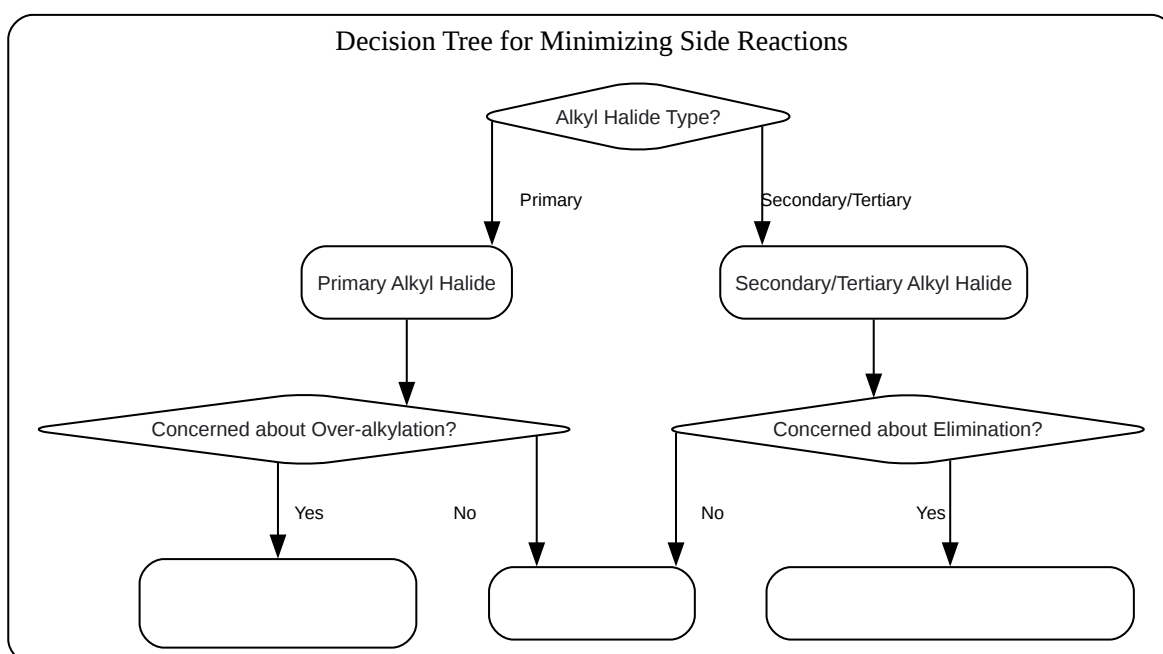 Decision Tree for Minimizing Side Reactions
Alkyl Halide Type?
Primary
Secondary/Tertiary
Primary Alkyl Halide
Secondary/Tertiary Alkyl Halide
Concerned about Over-alkylation?
Concerned about Elimination?
Yes
No
No
Yes